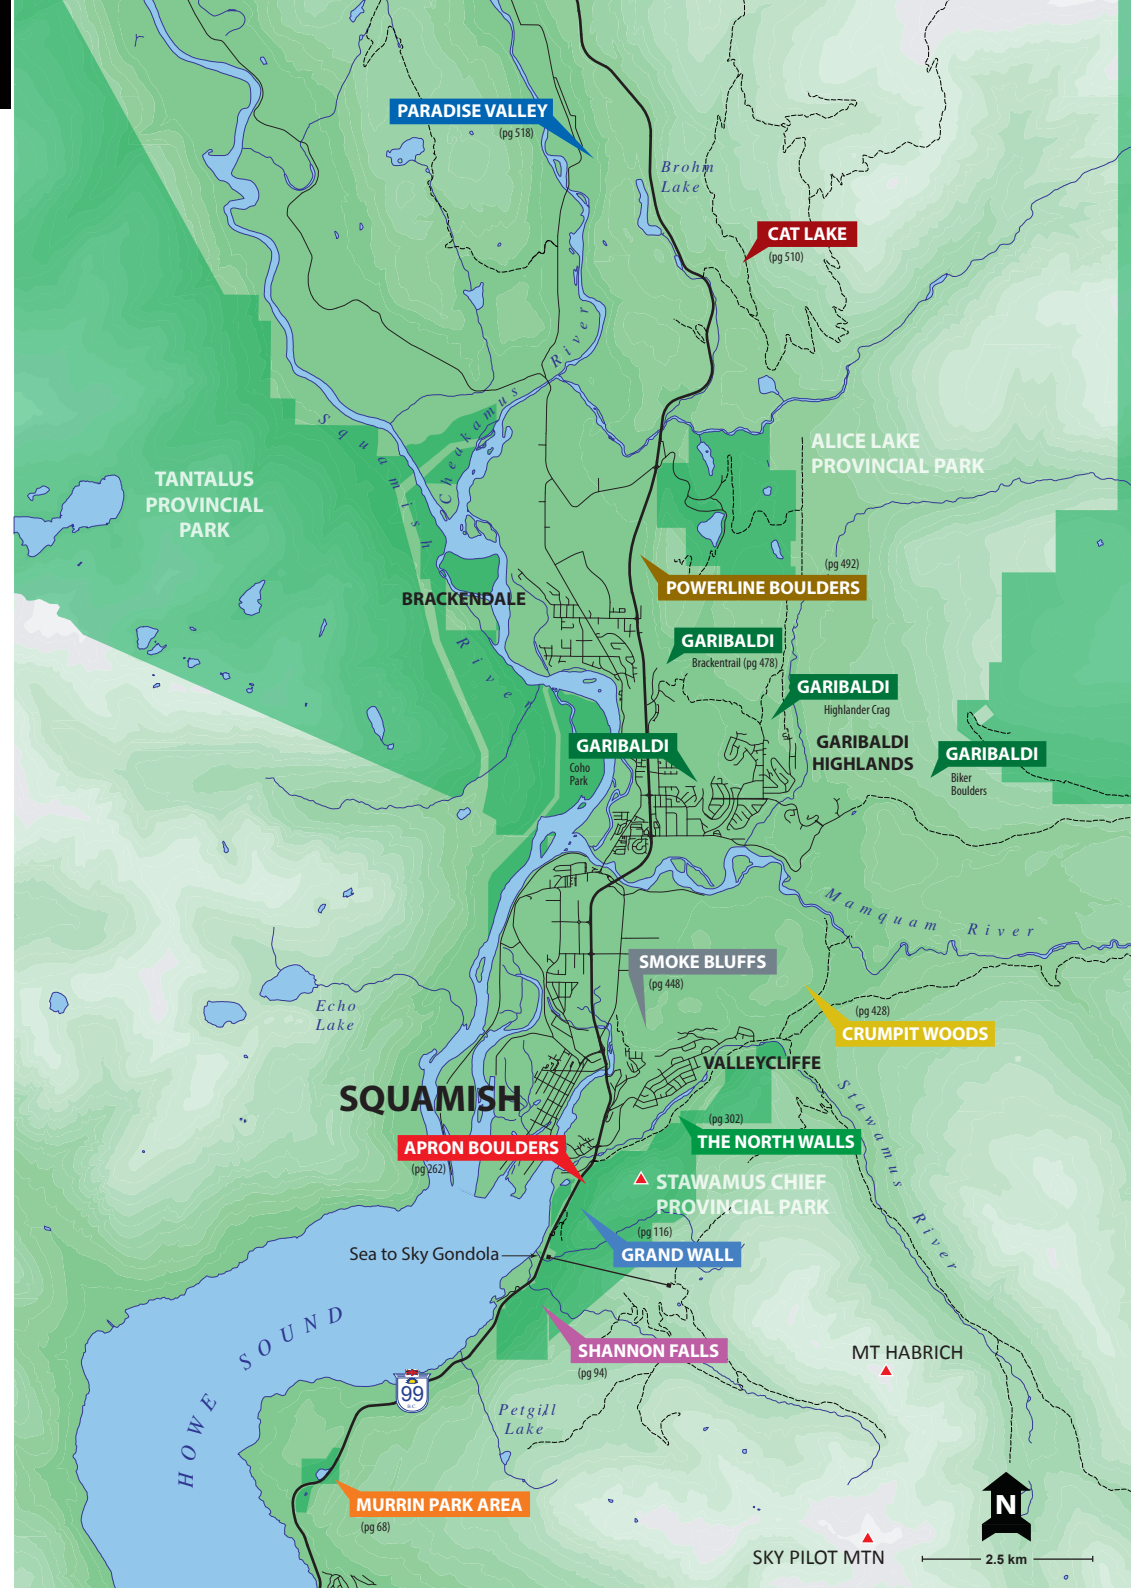 PARADISE VALLEY
(pg 518)
Brohm
Lake
CAT LAKE
(pg 510)
Cheakamus River
Squamish River
ALICE LAKE
PROVINCIAL PARK
TANTALUS
PROVINCIAL
PARK
(pg 492)
POWERLINE BOULDERS
BRACKENDALE
GARIBALDI
Brackentrail (pg 478)
GARIBALDI
Highlander Crag
GARIBALDI
Coho
Park
GARIBALDI
HIGHLANDS
GARIBALDI
Biker
Boulders
Mamquam River
SMOKE BLUFFS
(pg 448)
Echo
Lake
(pg 428)
CRUMPIT WOODS
VALLEYCLIFFE
SQUAMISH
Stawamus River
(pg 302)
THE NORTH WALLS
APRON BOULDERS
(pg 262)
STAWAMUS CHIEF
PROVINCIAL PARK
(pg 116)
GRAND WALL
Sea to Sky Gondola
HOWE SOUND
SHANNON FALLS
(pg 94)
MT HABRICH
99
B.C.
Petgill
Lake
MURRIN PARK AREA
(pg 68)
N
SKY PILOT MTN
2.5 km